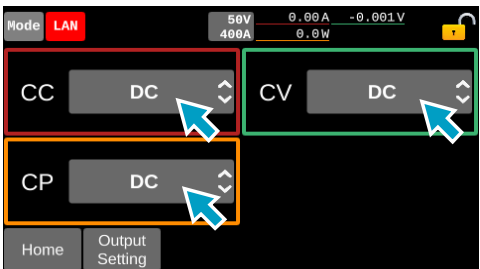 Mode LAN 50V 0.00A -0.001V
400A 0.0W
CC DC CV DC
CP DC
Home Output
Setting